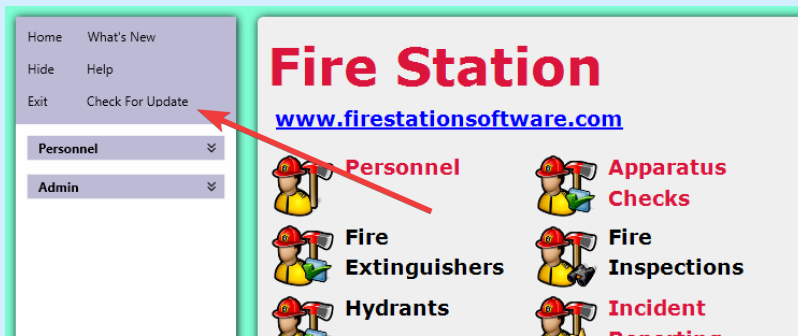 Home What's New
Hide Help
Exit Check For Update
Personnel
Admin
Fire Station
www.firestationsoftware.com
Personnel
Apparatus
Checks
Fire
Extinguishers
Fire
Inspections
Hydrants
Incident
Reporting